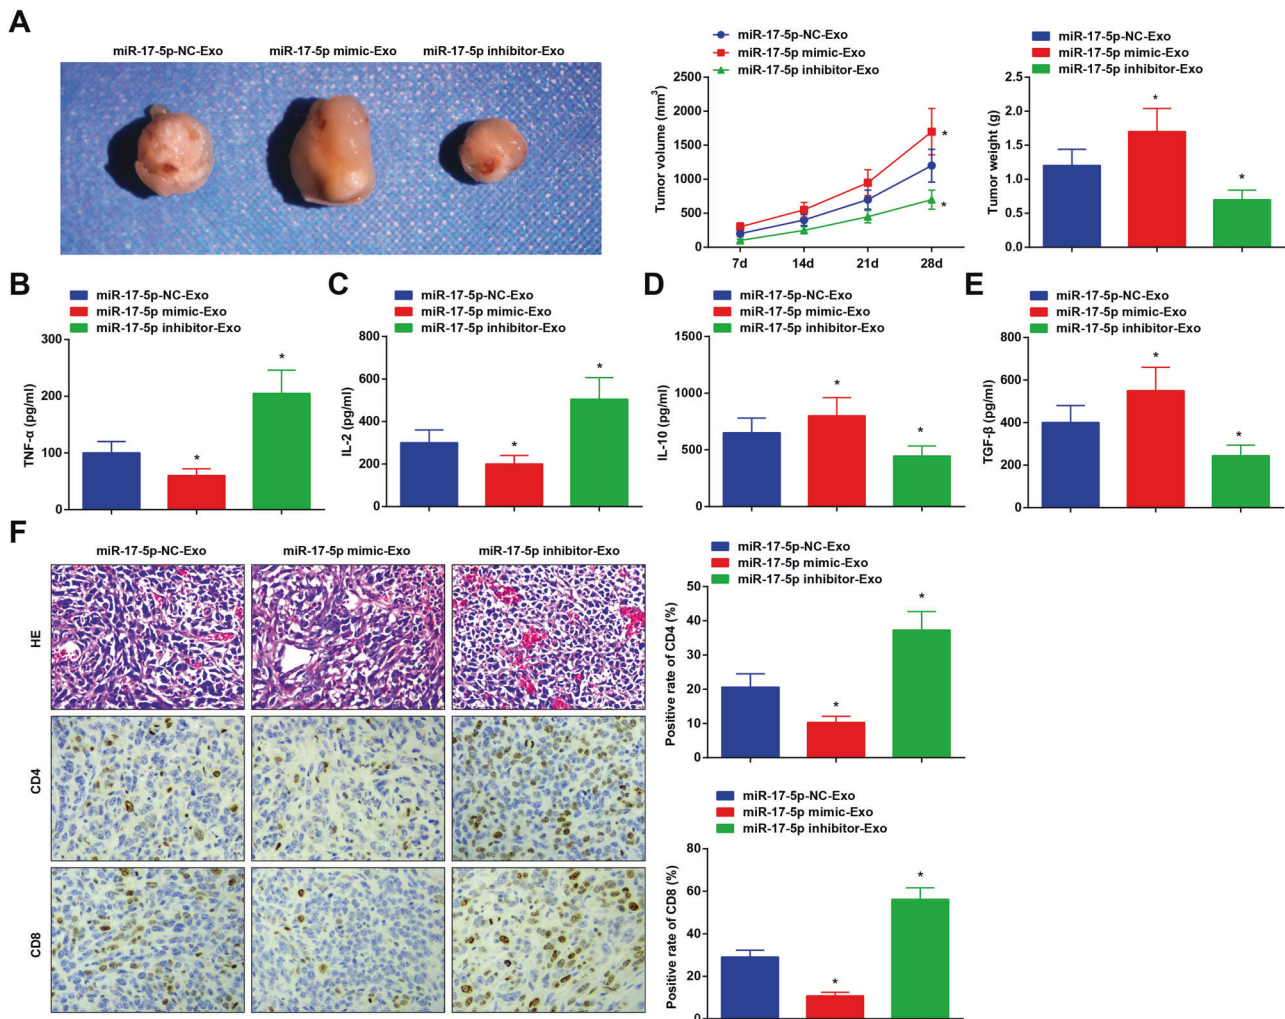 A
miR-17-5p-NC-Exo
miR-17-5p mimic-Exo
miR-17-5p inhibitor-Exo
miR-17-5p-NC-Exo
miR-17-5p mimic-Exo
miR-17-5p inhibitor-Exo
Tumor volume (mm³)
2500
2000
1500
1000
500
0
7d
14d
21d
28d
*
*
miR-17-5p-NC-Exo
miR-17-5p mimic-Exo
miR-17-5p inhibitor-Exo
Tumor weight (g)
2.5
2.0
1.5
1.0
0.5
0.0
*
*
B
miR-17-5p-NC-Exo
miR-17-5p mimic-Exo
miR-17-5p inhibitor-Exo
TNF-α (pg/ml)
300
200
100
0
*
*
C
miR-17-5p-NC-Exo
miR-17-5p mimic-Exo
miR-17-5p inhibitor-Exo
IL-2 (pg/ml)
800
600
400
200
0
*
*
D
miR-17-5p-NC-Exo
miR-17-5p mimic-Exo
miR-17-5p inhibitor-Exo
IL-10 (pg/ml)
1500
1000
500
0
*
*
E
miR-17-5p-NC-Exo
miR-17-5p mimic-Exo
miR-17-5p inhibitor-Exo
TGF-β (pg/ml)
800
600
400
200
0
*
*
F
miR-17-5p-NC-Exo
miR-17-5p mimic-Exo
miR-17-5p inhibitor-Exo
HE
CD4
CD8
miR-17-5p-NC-Exo
miR-17-5p mimic-Exo
miR-17-5p inhibitor-Exo
Positive rate of CD4 (%)
50
40
30
20
10
0
*
*
miR-17-5p-NC-Exo
miR-17-5p mimic-Exo
miR-17-5p inhibitor-Exo
Positive rate of CD8 (%)
80
60
40
20
0
*
*